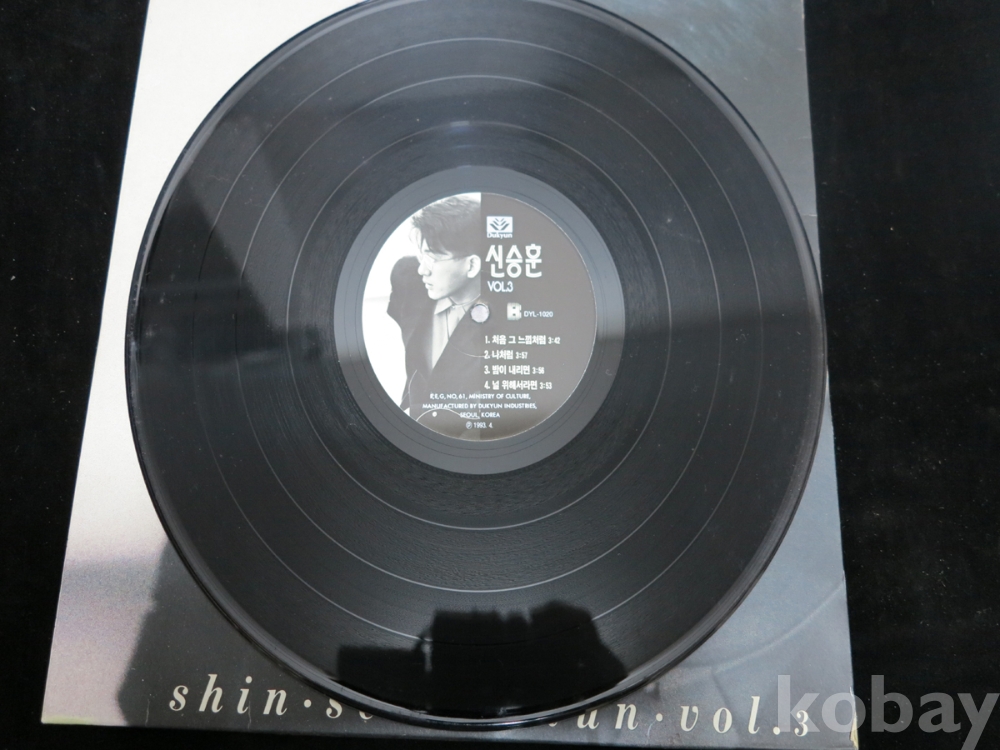 Dukyun
신승훈
VOL.3
B DYL-1020
1. 처음 그 느낌처럼 3:42
2. 나처럼 3:57
3. 밤이 내리면 3:56
4. 널 위해서라면 3:53
R.E.G. NO. 61, MINISTRY OF CULTURE,
MANUFACTURED BY DUKYUN INDUSTRIES,
SEOUL, KOREA
Ⓟ 1993. 4.
shin · se un · vol.3
kobay